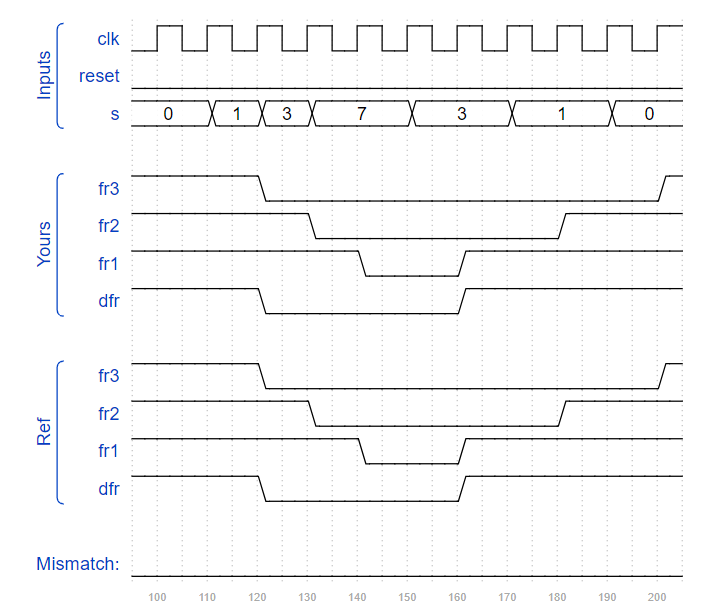 Inputs
clk
reset
s 0 1 3 7 3 1 0
Yours
fr3
fr2
fr1
dfr
Ref
fr3
fr2
fr1
dfr
Mismatch:
100 110 120 130 140 150 160 170 180 190 200